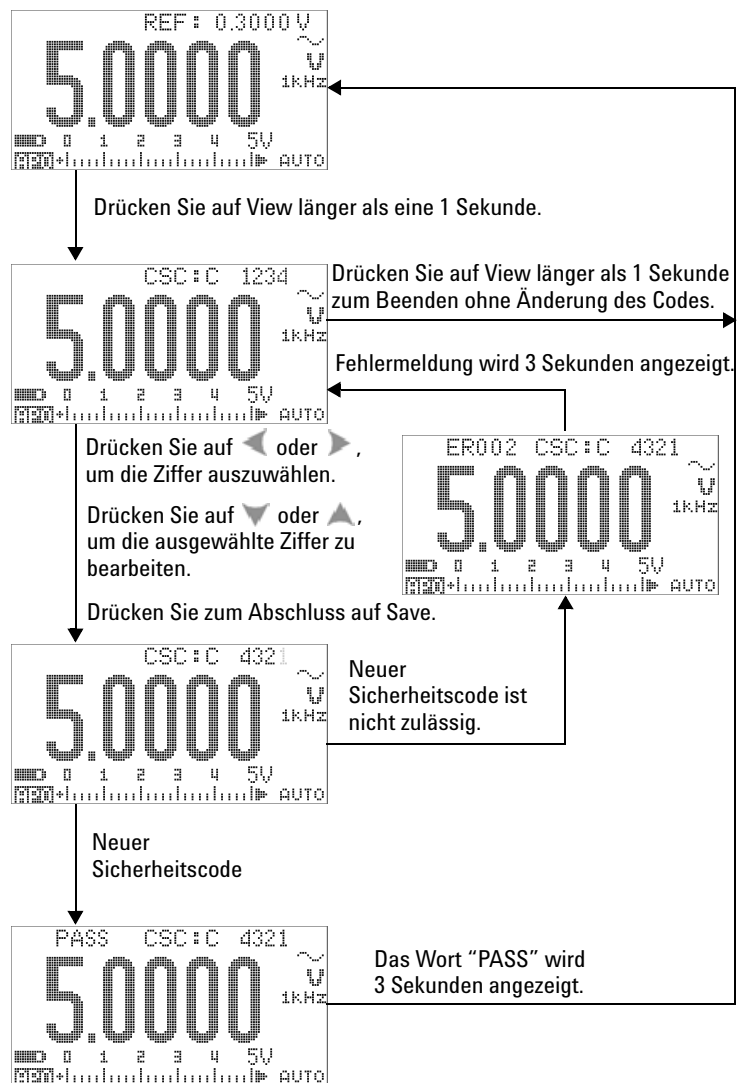 REF: 0.3000 V
5.0000
V
1kHz
0 1 2 3 4 5V
APO AUTO
Drücken Sie auf View länger als eine 1 Sekunde.
CSC:C 1234
5.0000
V
1kHz
0 1 2 3 4 5V
APO AUTO
Drücken Sie auf View länger als 1 Sekunde
zum Beenden ohne Änderung des Codes.
Fehlermeldung wird 3 Sekunden angezeigt.
Drücken Sie auf oder ,
um die Ziffer auszuwählen.
Drücken Sie auf oder ,
um die ausgewählte Ziffer zu
bearbeiten.
Drücken Sie zum Abschluss auf Save.
ER002 CSC:C 4321
5.0000
V
1kHz
0 1 2 3 4 5V
APO AUTO
CSC:C 4321
5.0000
V
1kHz
0 1 2 3 4 5V
APO AUTO
Neuer
Sicherheitscode ist
nicht zulässig.
Neuer
Sicherheitscode
PASS CSC:C 4321
5.0000
V
1kHz
0 1 2 3 4 5V
APO AUTO
Das Wort “PASS” wird
3 Sekunden angezeigt.